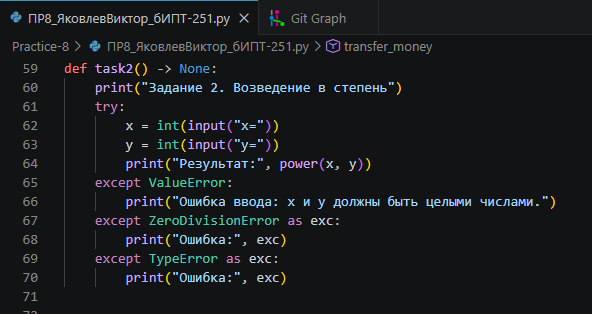 ПР8_ЯковлевВиктор_бИПТ-251.py × Git Graph
Practice-8 > ПР8_ЯковлевВиктор_бИПТ-251.py > transfer_money
59 def task2() -> None:
60 print("Задание 2. Возведение в степень")
61 try:
62 x = int(input("x="))
63 y = int(input("y="))
64 print("Результат:", power(x, y))
65 except ValueError:
66 print("Ошибка ввода: x и y должны быть целыми числами.")
67 except ZeroDivisionError as exc:
68 print("Ошибка:", exc)
69 except TypeError as exc:
70 print("Ошибка:", exc)
71
72